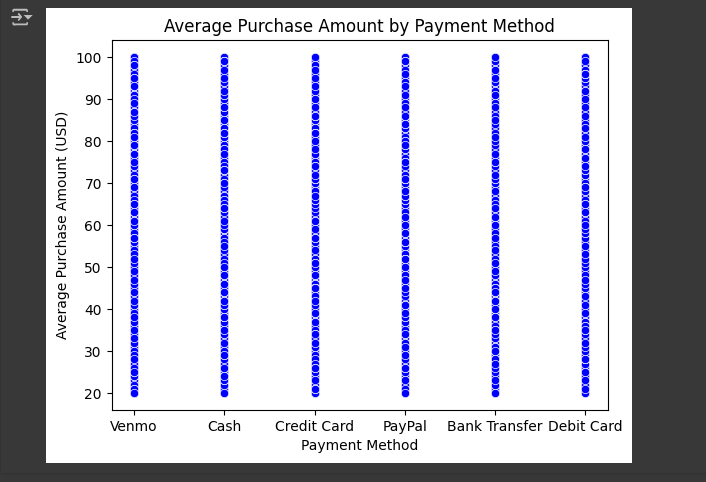 Average Purchase Amount by Payment Method
Average Purchase Amount (USD)
100
90
80
70
60
50
40
30
20
Venmo Cash Credit Card PayPal Bank Transfer Debit Card
Payment Method